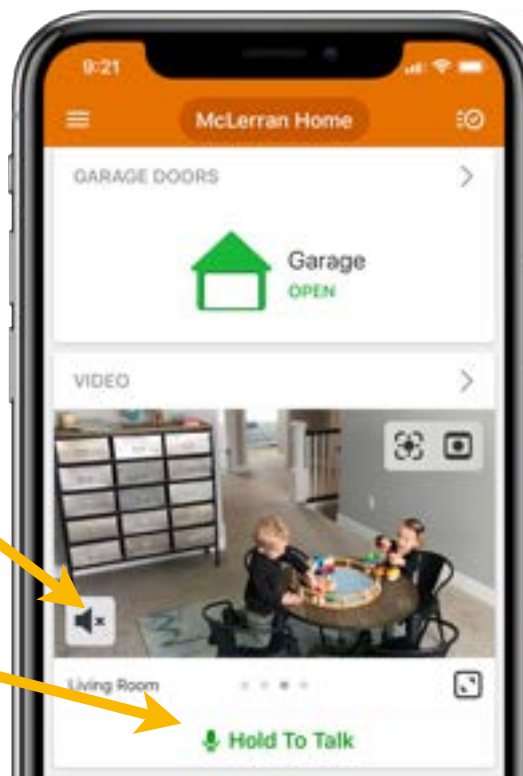 9:21
McLerran Home
GARAGE DOORS
Garage
OPEN
VIDEO
Living Room
Hold To Talk